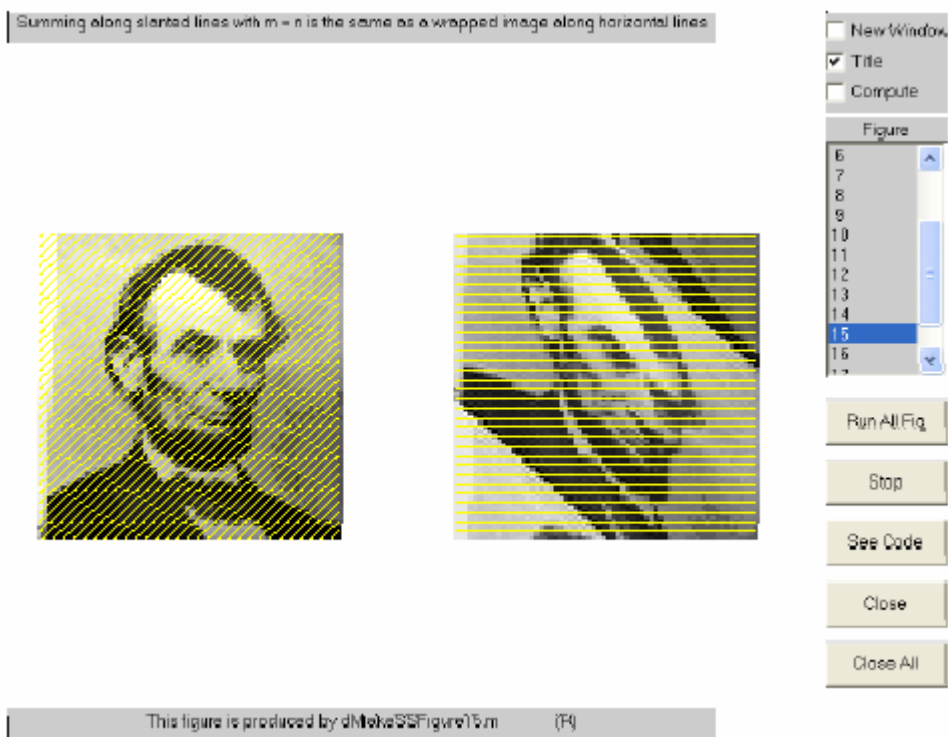 Summing along slanted lines with m = n is the same as a wrapped image along horizontal lines
New Window
Title
Compute
Figure
6
7
8
9
10
11
12
13
14
15
16
Run All Fig
Stop
See Code
Close
Close All
This figure is produced by dMakeSSFigure15.m (R)